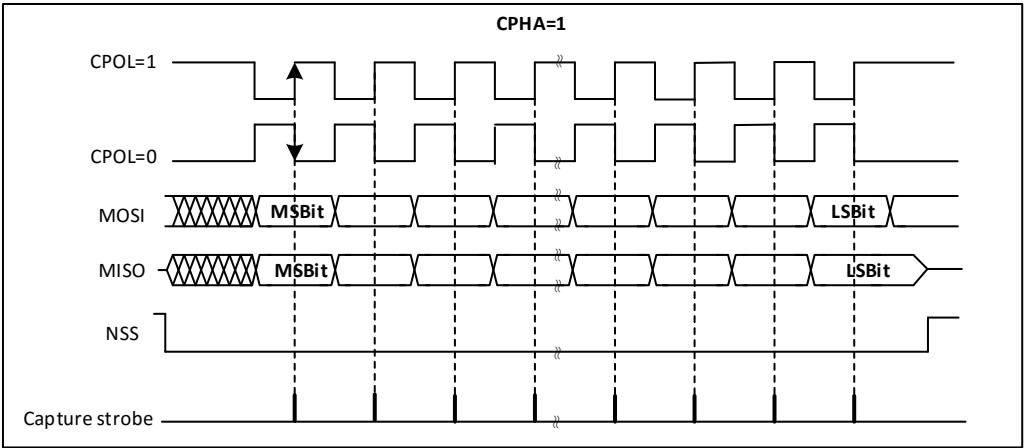 CPHA=1
CPOL=1
CPOL=0
MOSI
MSBit
LSBit
MISO
MSBit
LSBit
NSS
Capture strobe